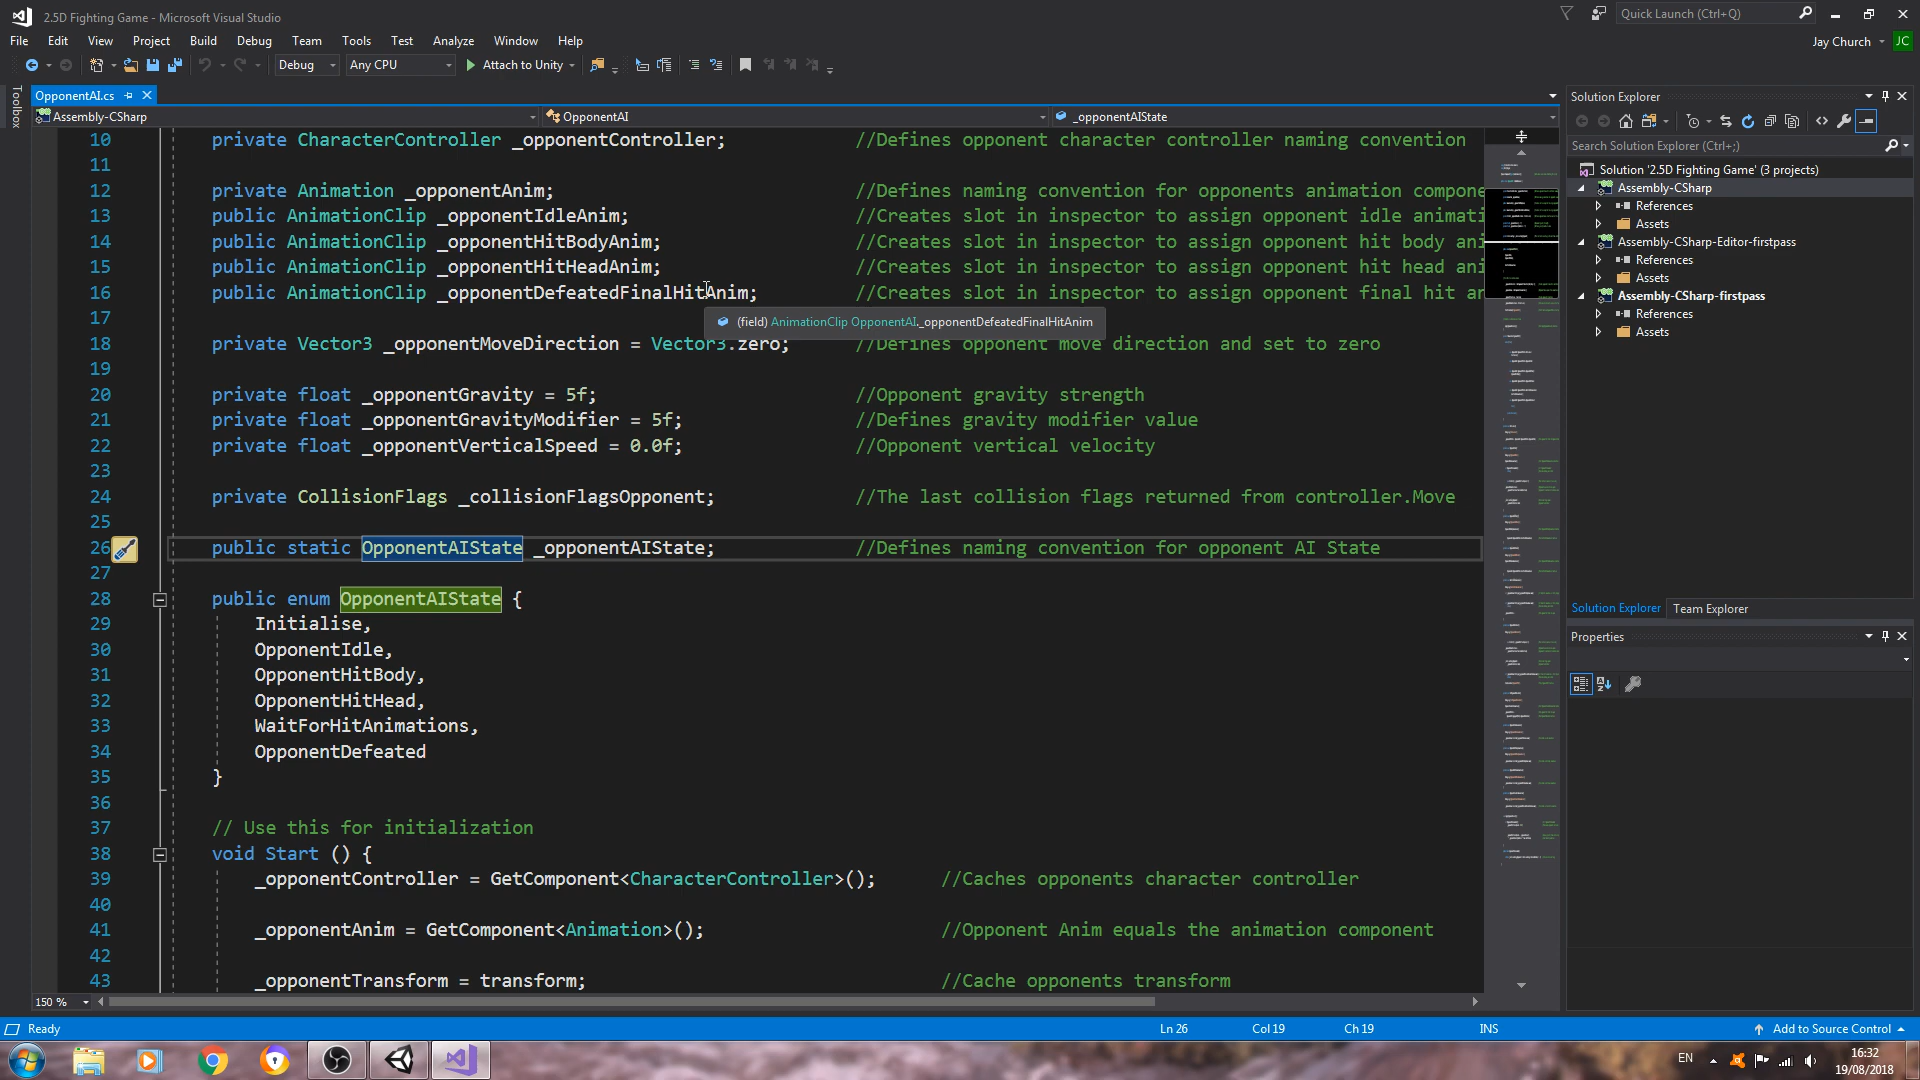 2.5D Fighting Game - Microsoft Visual Studio
Quick Launch (Ctrl+Q)
File Edit View Project Build Debug Team Tools Test Analyze Window Help
Jay Church JC
Debug Any CPU Attach to Unity
Toolbox
OpponentAI.cs
Assembly-CSharp OpponentAI _opponentAIState
10 private CharacterController _opponentController; //Defines opponent character controller naming convention
11
12 private Animation _opponentAnim; //Defines naming convention for opponents animation compone
13 public AnimationClip _opponentIdleAnim; //Creates slot in inspector to assign opponent idle animati
14 public AnimationClip _opponentHitBodyAnim; //Creates slot in inspector to assign opponent hit body ani
15 public AnimationClip _opponentHitHeadAnim; //Creates slot in inspector to assign opponent hit head ani
16 public AnimationClip _opponentDefeatedFinalHitAnim; //Creates slot in inspector to assign opponent final hit an
17
(field) AnimationClip OpponentAI._opponentDefeatedFinalHitAnim
18 private Vector3 _opponentMoveDirection = Vector3.zero; //Defines opponent move direction and set to zero
19
20 private float _opponentGravity = 5f; //Opponent gravity strength
21 private float _opponentGravityModifier = 5f; //Defines gravity modifier value
22 private float _opponentVerticalSpeed = 0.0f; //Opponent vertical velocity
23
24 private CollisionFlags _collisionFlagsOpponent; //The last collision flags returned from controller.Move
25
26 public static OpponentAIState _opponentAIState; //Defines naming convention for opponent AI State
27
28 public enum OpponentAIState {
29 Initialise,
30 OpponentIdle,
31 OpponentHitBody,
32 OpponentHitHead,
33 WaitForHitAnimations,
34 OpponentDefeated
35 }
36
37 // Use this for initialization
38 void Start () {
39 _opponentController = GetComponent<CharacterController>(); //Caches opponents character controller
40
41 _opponentAnim = GetComponent<Animation>(); //Opponent Anim equals the animation component
42
43 _opponentTransform = transform; //Cache opponents transform
150 %
Solution Explorer
Search Solution Explorer (Ctrl+;)
Solution '2.5D Fighting Game' (3 projects)
Assembly-CSharp
References
Assets
Assembly-CSharp-Editor-firstpass
References
Assets
Assembly-CSharp-firstpass
References
Assets
Solution Explorer Team Explorer
Properties
Ready Ln 26 Col 19 Ch 19 INS Add to Source Control
EN 16:32
19/08/2018